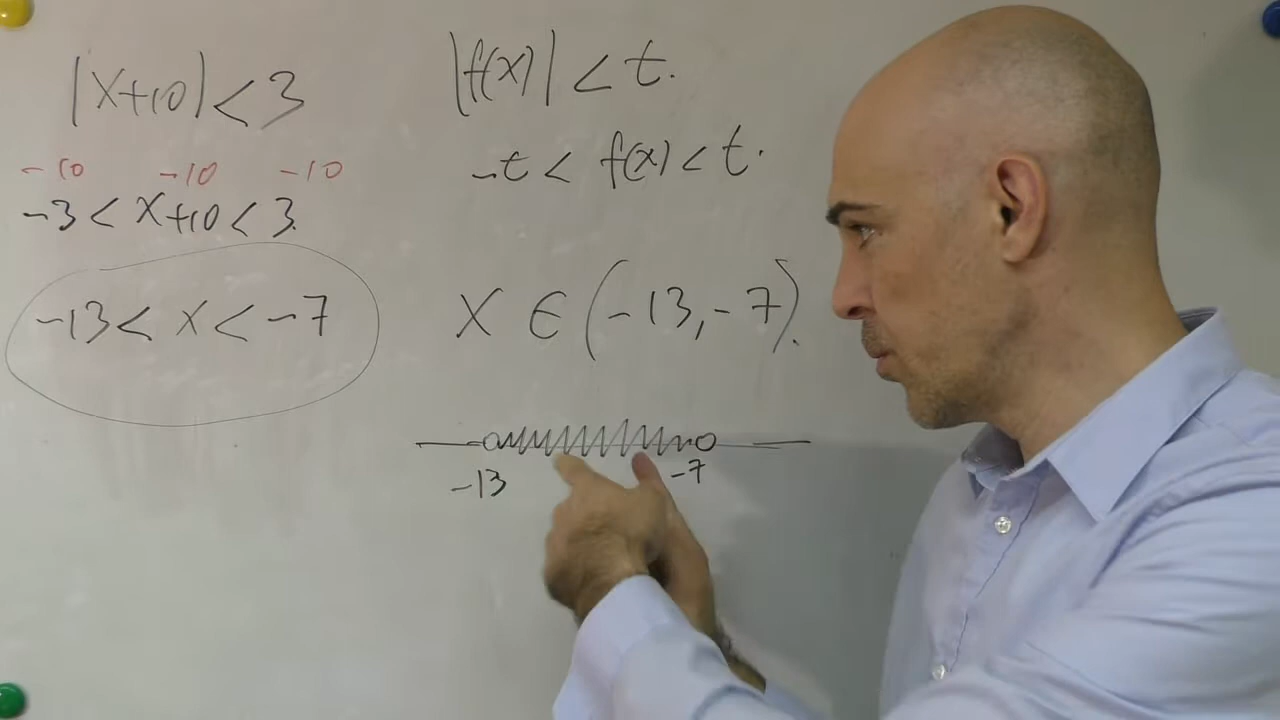 |x+10|<3
-10 -10 -10
-3 < x+10 < 3.
-13 < x < -7
|f(x)| < t.
-t < f(x) < t.
X ∈ (-13, -7).
-13 -7